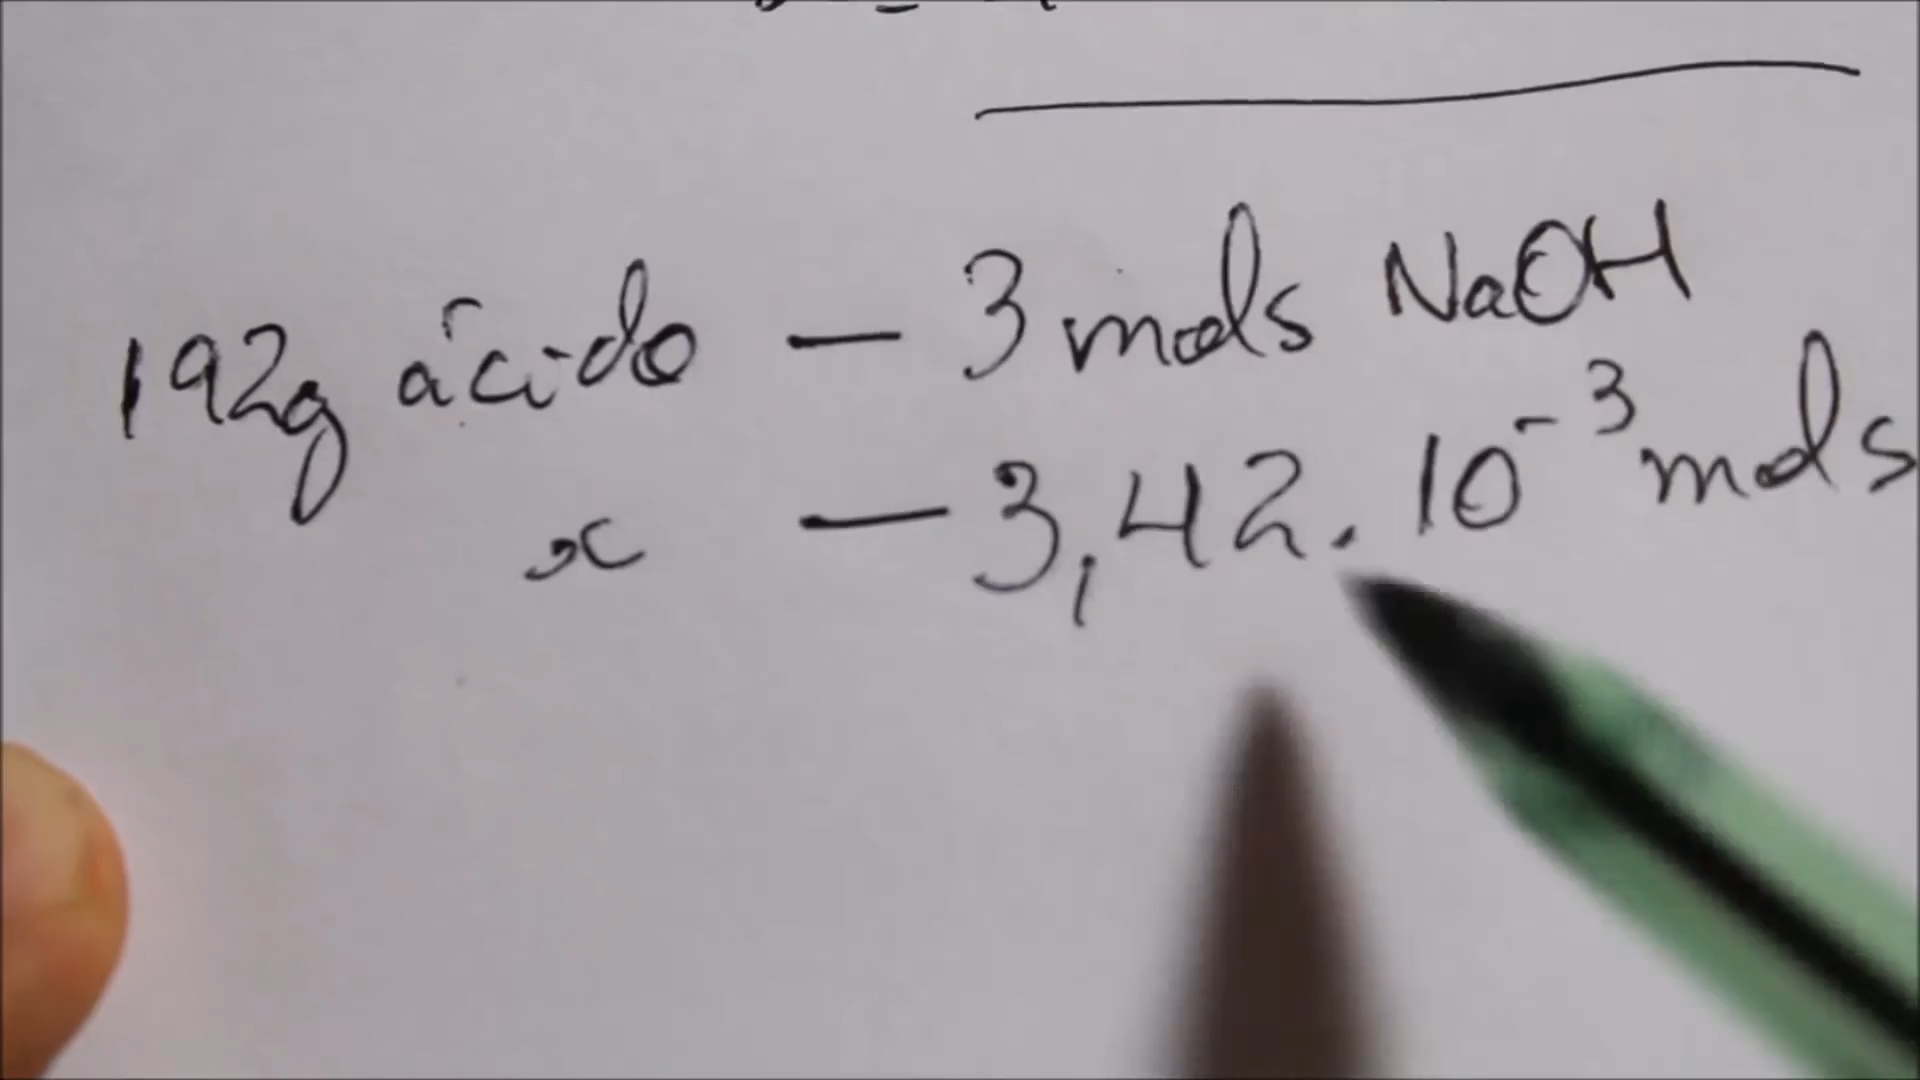 192g ácido — 3 mols NaOH
x — 3,42 . 10⁻³ mols